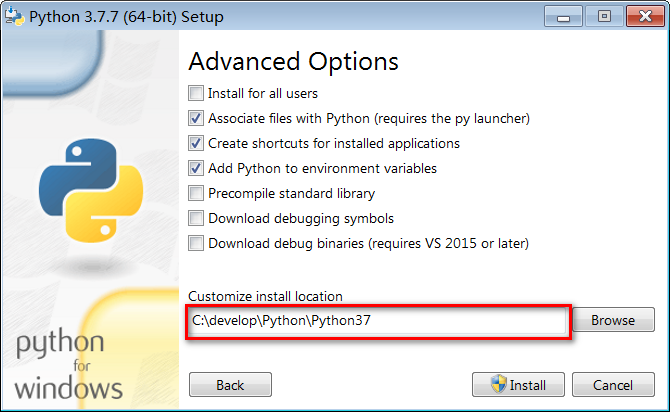 Python 3.7.7 (64-bit) Setup
Advanced Options
Install for all users
Associate files with Python (requires the py launcher)
Create shortcuts for installed applications
Add Python to environment variables
Precompile standard library
Download debugging symbols
Download debug binaries (requires VS 2015 or later)
Customize install location
C:\develop\Python\Python37
Browse
python
for
windows
Back
Install
Cancel